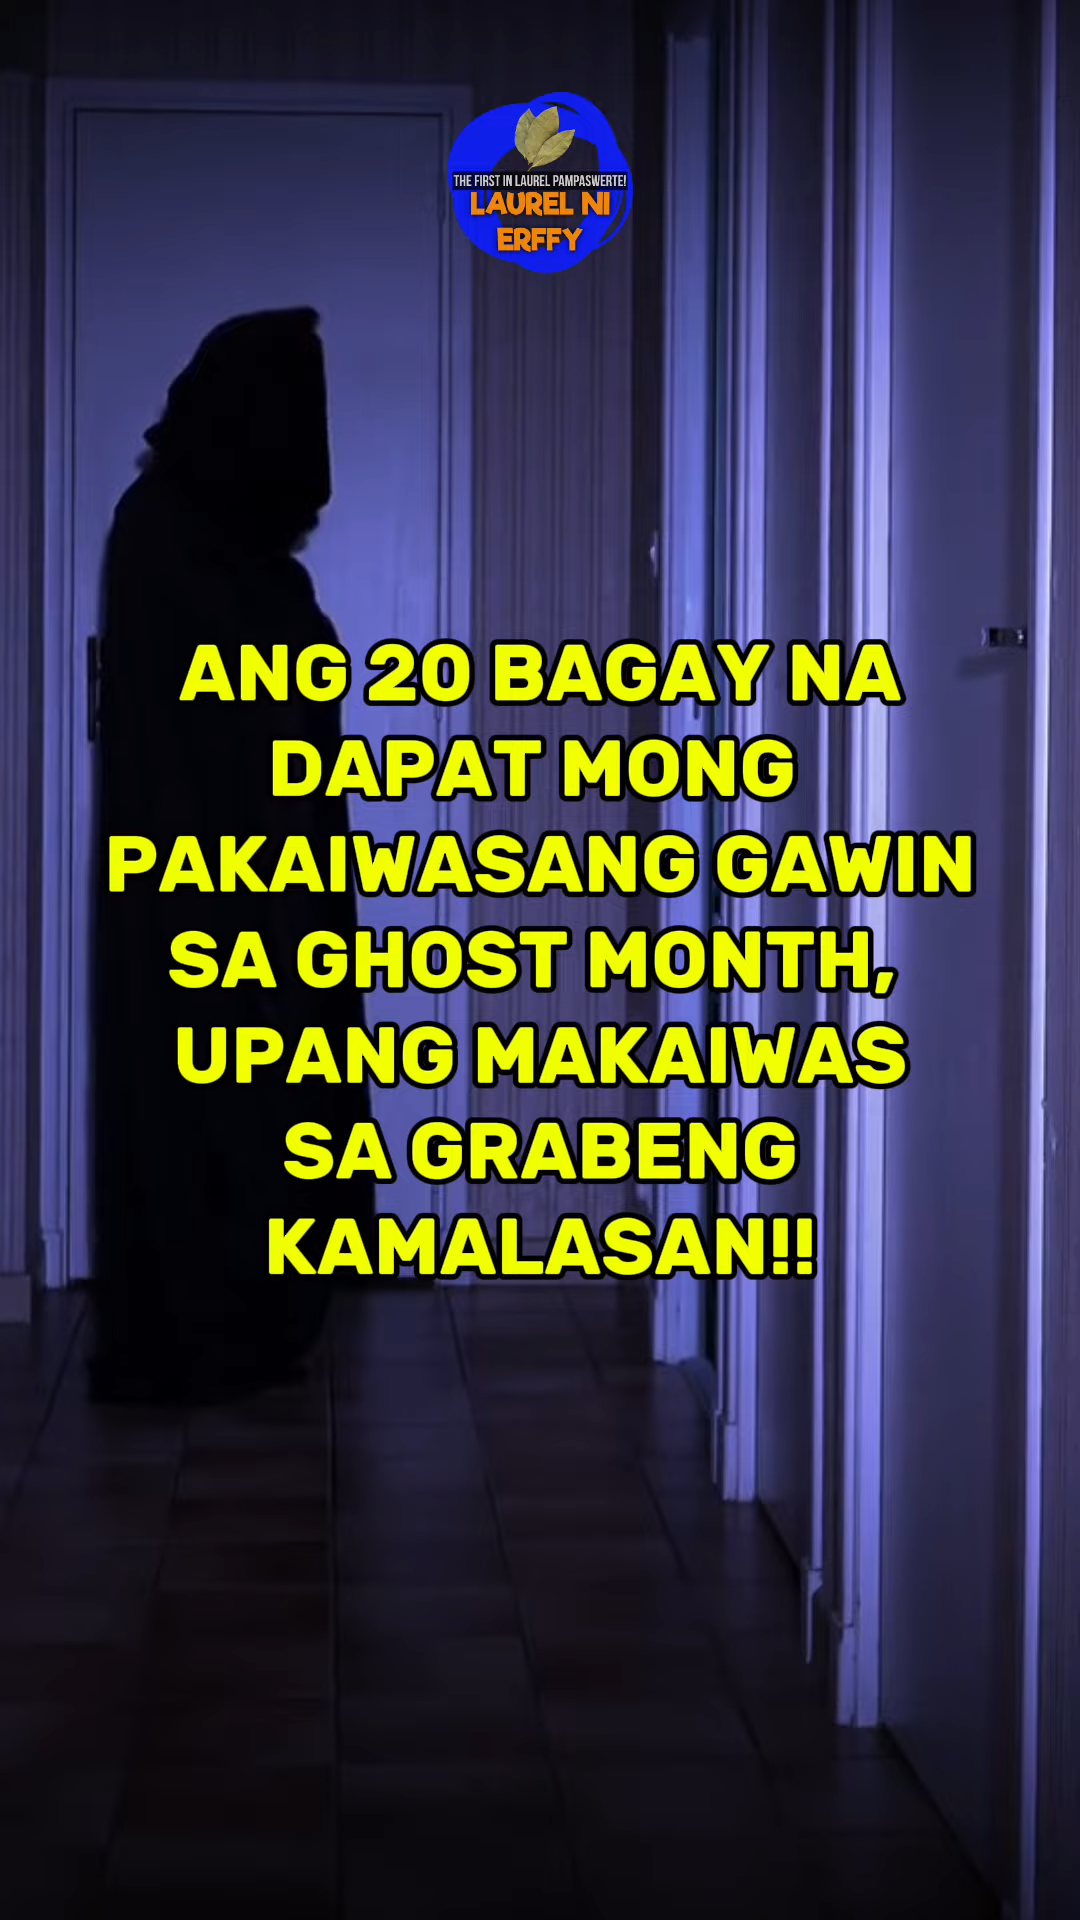 THE FIRST IN LAUREL PAMPASWERTE!
LAUREL NI
ERFFY
ANG 20 BAGAY NA
DAPAT MONG
PAKAIWASANG GAWIN
SA GHOST MONTH,
UPANG MAKAIWAS
SA GRABENG
KAMALASAN!!